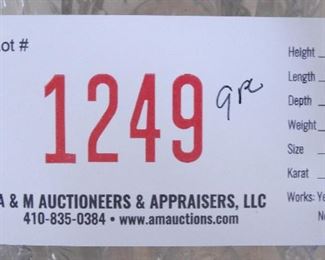 ot #
1249
A & M AUCTIONEERS & APPRAISERS, LLC
410-835-0384 • www.amauctions.com
Height
Length
Depth
Weight
Size
Karat
Works: Ye
N